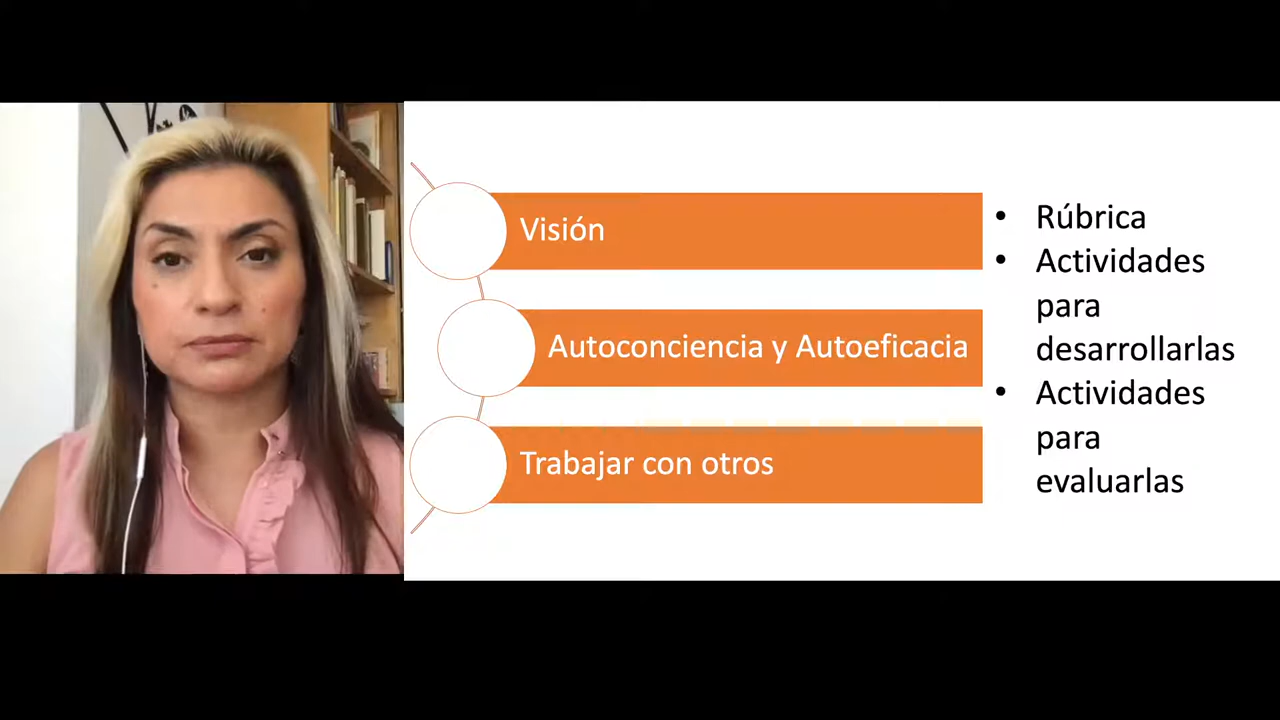 Visión
Autoconciencia y Autoeficacia
Trabajar con otros
• Rúbrica
• Actividades
para
desarrollarlas
• Actividades
para
evaluarlas